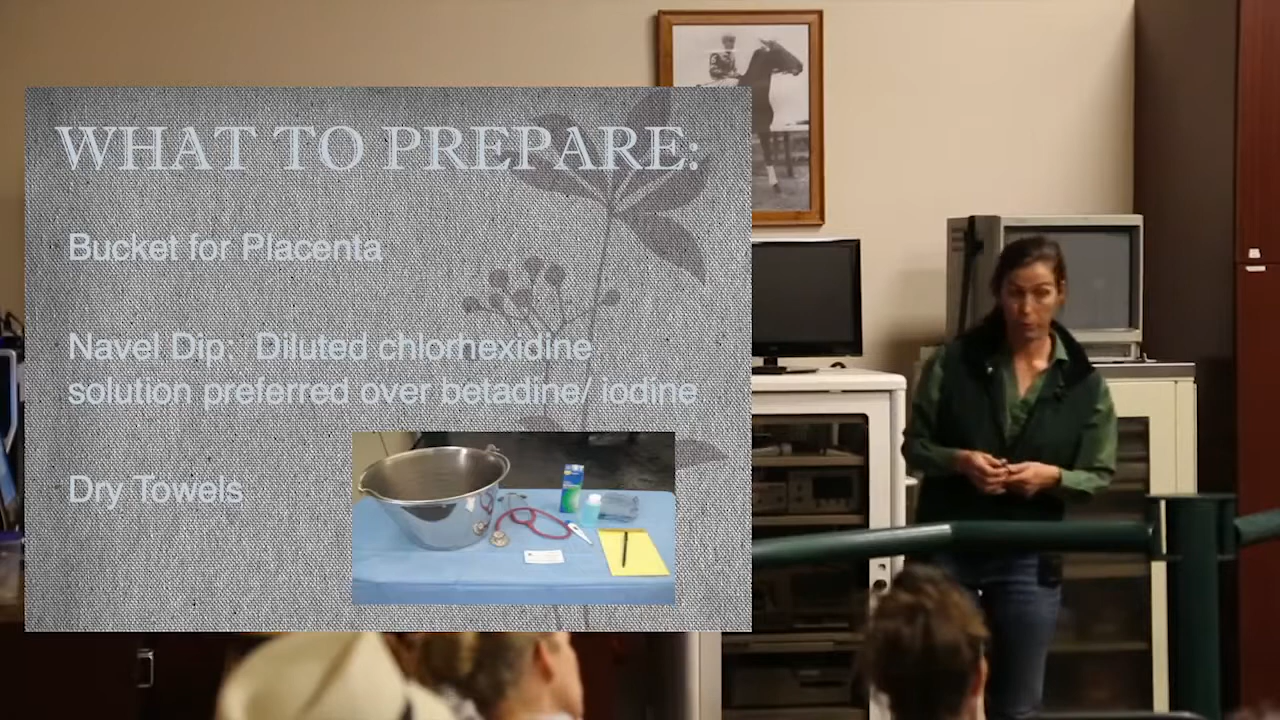 WHAT TO PREPARE:
Bucket for Placenta
Navel Dip: Diluted chlorhexidine
solution preferred over betadine/ iodine
Dry Towels